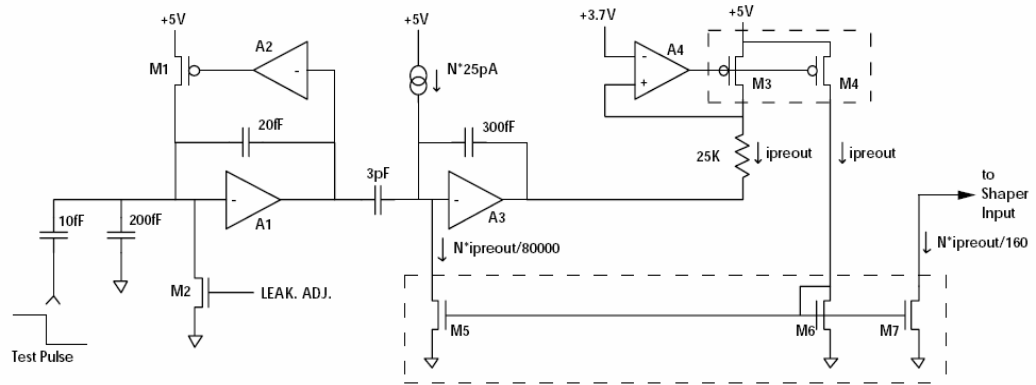 +5V
A2
M1
+5V
N*25pA
+3.7V
+5V
-
+
A4
M3
M4
20fF
300fF
25K
ipreout
ipreout
3pF
-
A1
-
A3
-
10fF
200fF
to
Shaper
Input
N*ipreout/80000
N*ipreout/160
M2
LEAK. ADJ.
M5
M6
M7
Test Pulse